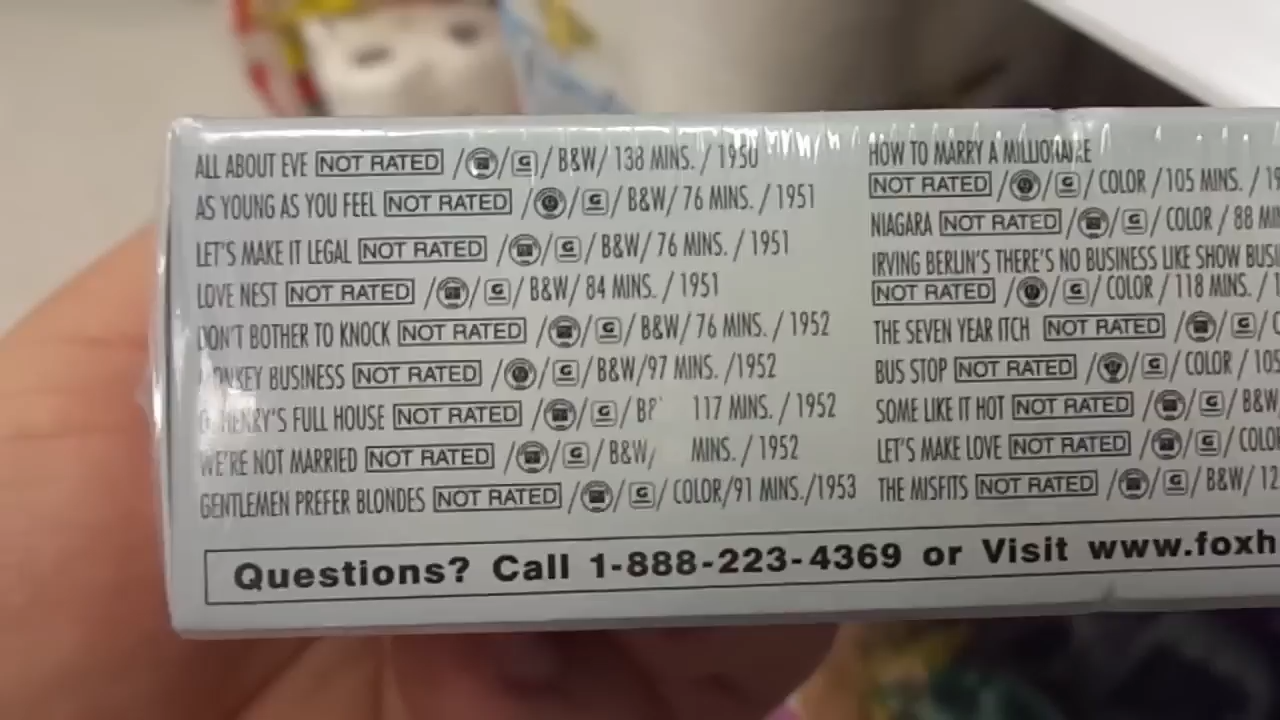 ALL ABOUT EVE NOT RATED / / G / B&W / 138 MINS. / 1950
AS YOUNG AS YOU FEEL NOT RATED / / G / B&W / 76 MINS. / 1951
LET'S MAKE IT LEGAL NOT RATED / / G / B&W / 76 MINS. / 1951
LOVE NEST NOT RATED / / G / B&W / 84 MINS. / 1951
DON'T BOTHER TO KNOCK NOT RATED / / G / B&W / 76 MINS. / 1952
MONKEY BUSINESS NOT RATED / / G / B&W/97 MINS. /1952
O. HENRY'S FULL HOUSE NOT RATED / / G / 117 MINS. / 1952
WE'RE NOT MARRIED NOT RATED / / G / B&W/ MINS. / 1952
GENTLEMEN PREFER BLONDES NOT RATED / / G / COLOR/91 MINS./1953
HOW TO MARRY A MILLIONAIRE
NOT RATED / / G / COLOR / 105 MINS. /
NIAGARA NOT RATED / / G / COLOR / 88
IRVING BERLIN'S THERE'S NO BUSINESS LIKE SHOW
NOT RATED / / G / COLOR / 118 MINS. /
THE SEVEN YEAR ITCH NOT RATED / / G /
BUS STOP NOT RATED / / G / COLOR / 105
SOME LIKE IT HOT NOT RATED / / G / B&W
LET'S MAKE LOVE NOT RATED / / G /
THE MISFITS NOT RATED / / G / B&W /
Questions? Call 1-888-223-4369 or Visit www.foxh